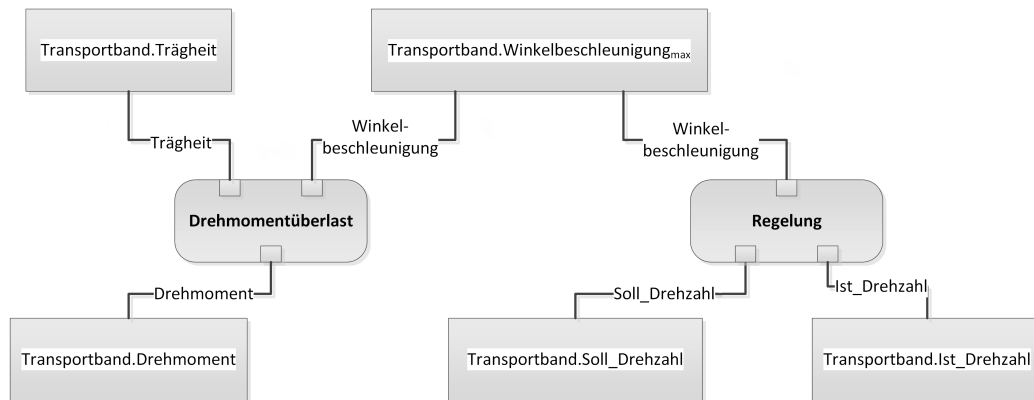 Transportband.Trägheit
Transportband.Winkelbeschleunigungmax
Trägheit
Winkel-
beschleunigung
Winkel-
beschleunigung
Drehmomentüberlast
Regelung
Drehmoment
Soll_Drehzahl
Ist_Drehzahl
Transportband.Drehmoment
Transportband.Soll_Drehzahl
Transportband.Ist_Drehzahl